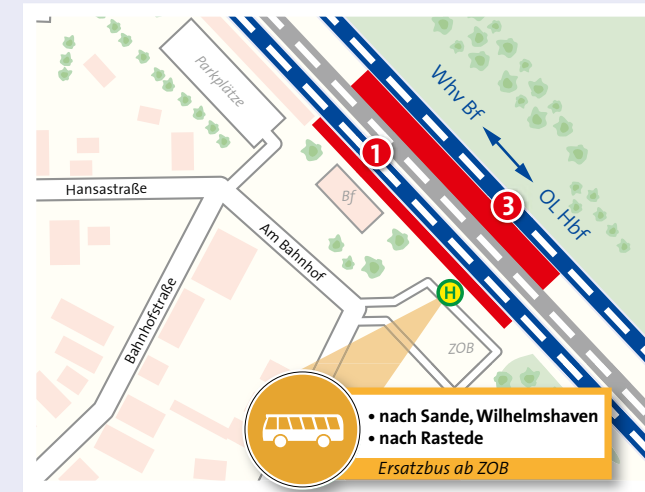 Parkplätze
Whv Bf
OL Hbf
1
3
Bf
Hansastraße
Am Bahnhof
Bahnhofstraße
H
ZOB
• nach Sande, Wilhelmshaven
• nach Rastede
Ersatzbus ab ZOB